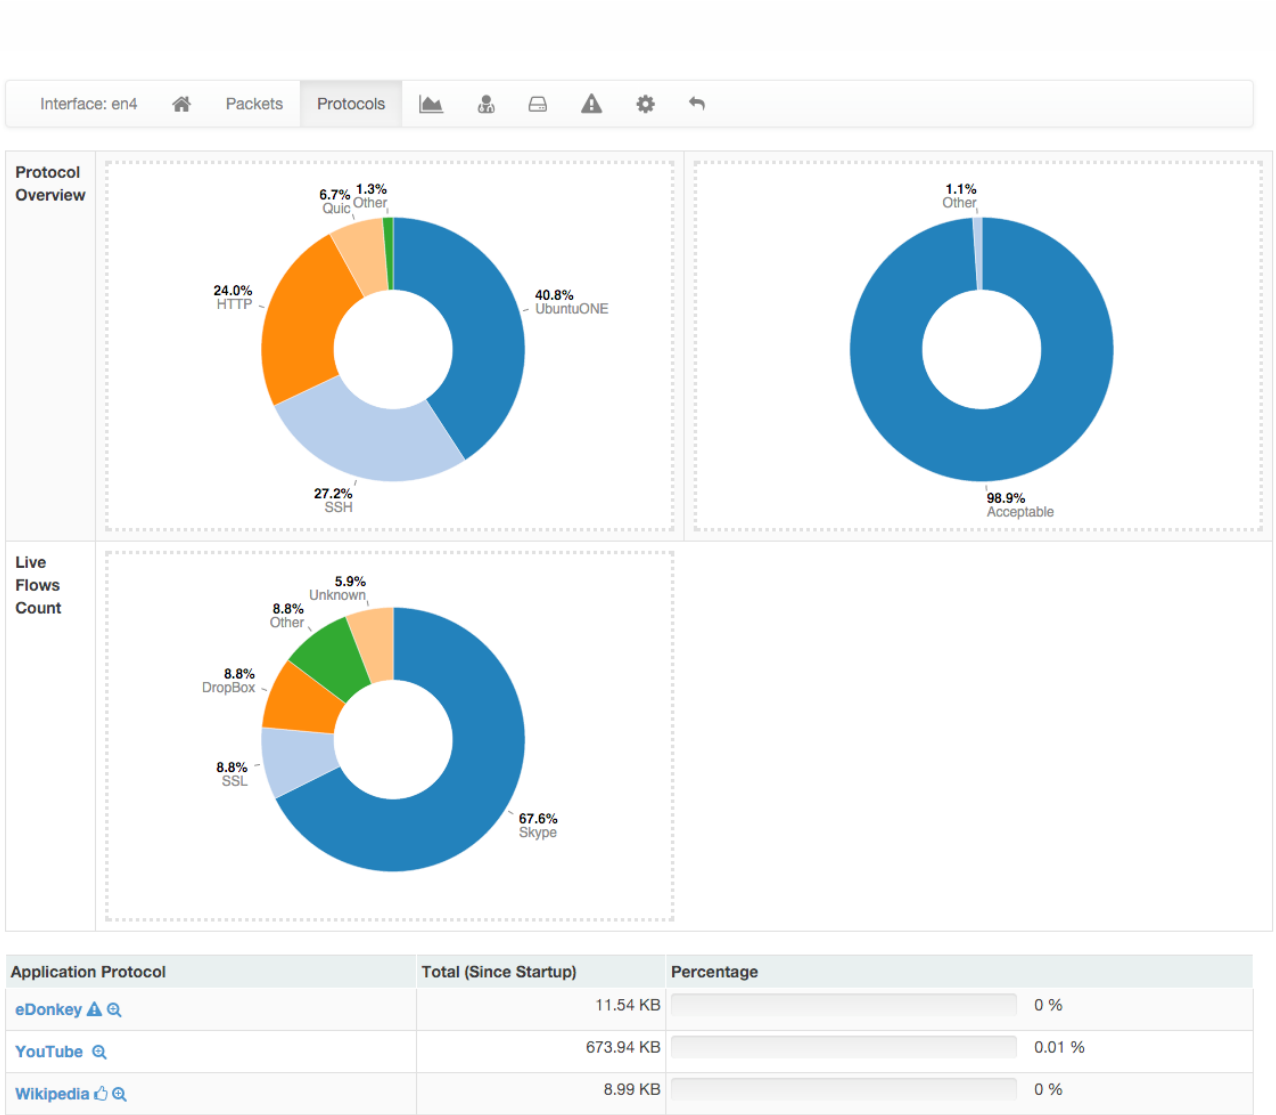 Interface: en4 Packets Protocols
Protocol
Overview
6.7% 1.3%
Quic Other
24.0%
HTTP
40.8%
UbuntuONE
27.2%
SSH
1.1%
Other
98.9%
Acceptable
Live
Flows
Count
5.9%
Unknown
8.8%
Other
8.8%
DropBox
8.8%
SSL
67.6%
Skype
Application Protocol Total (Since Startup) Percentage
eDonkey 11.54 KB 0 %
YouTube 673.94 KB 0.01 %
Wikipedia 8.99 KB 0 %